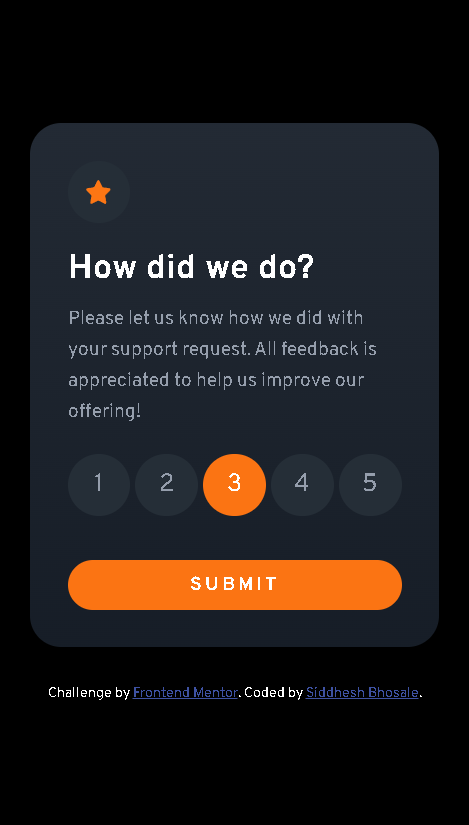 How did we do?
Please let us know how we did with
your support request. All feedback is
appreciated to help us improve our
offering!
1 2 3 4 5
SUBMIT
Challenge by Frontend Mentor. Coded by Siddhesh Bhosale.